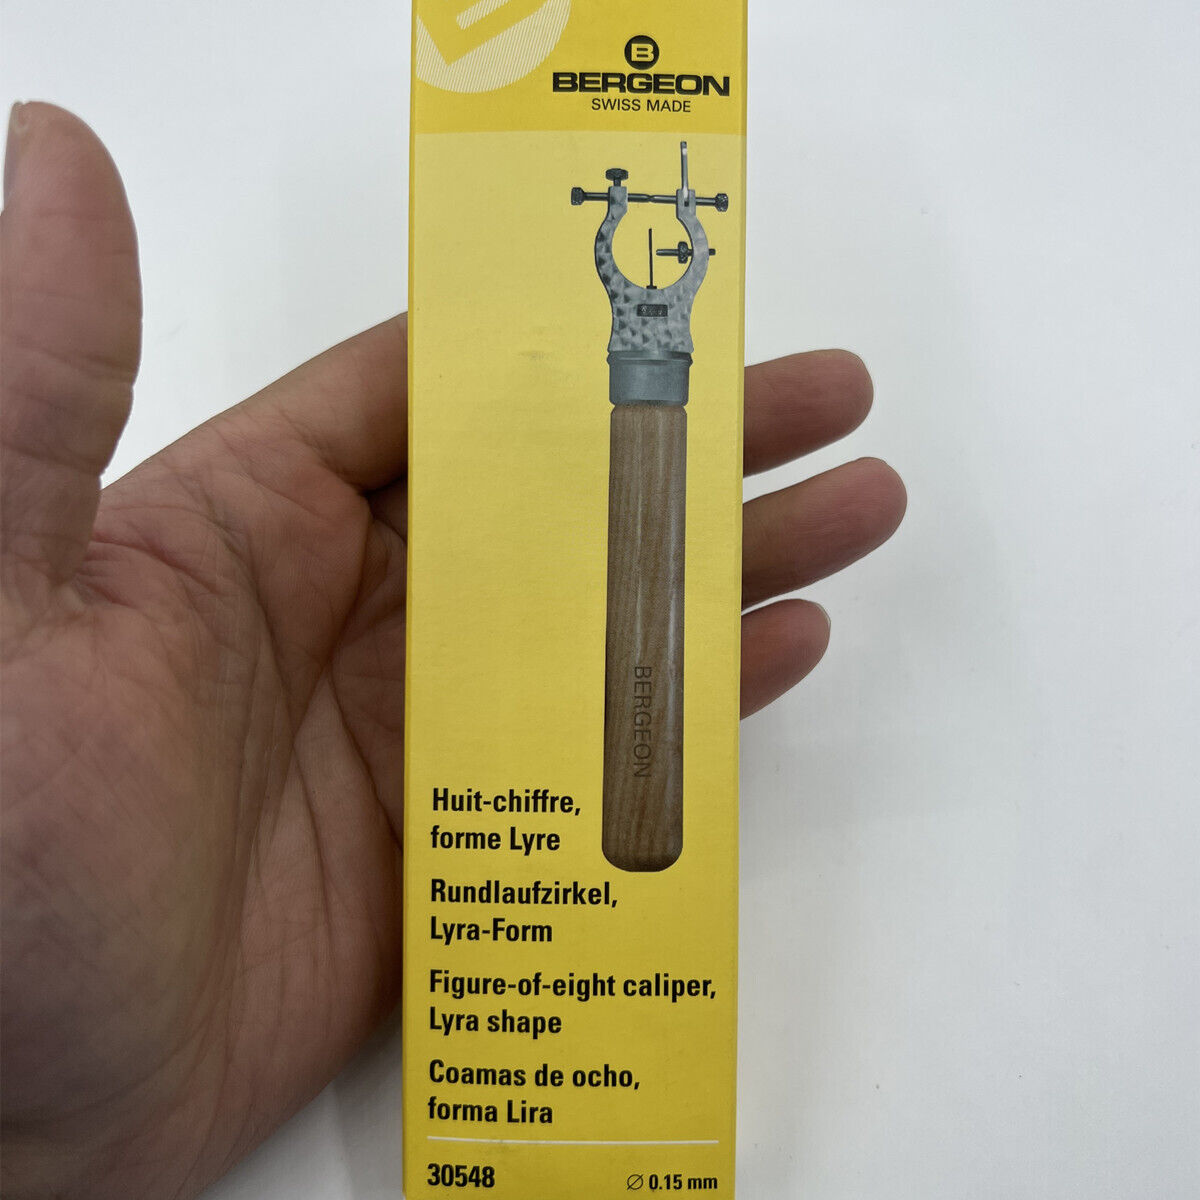 B
BERGEON
SWISS MADE
BERGEON
Huit-chiffre,
forme Lyre
Rundlaufzirkel,
Lyra-Form
Figure-of-eight caliper,
Lyra shape
Coamas de ocho,
forma Lira
30548
∅ 0.15 mm